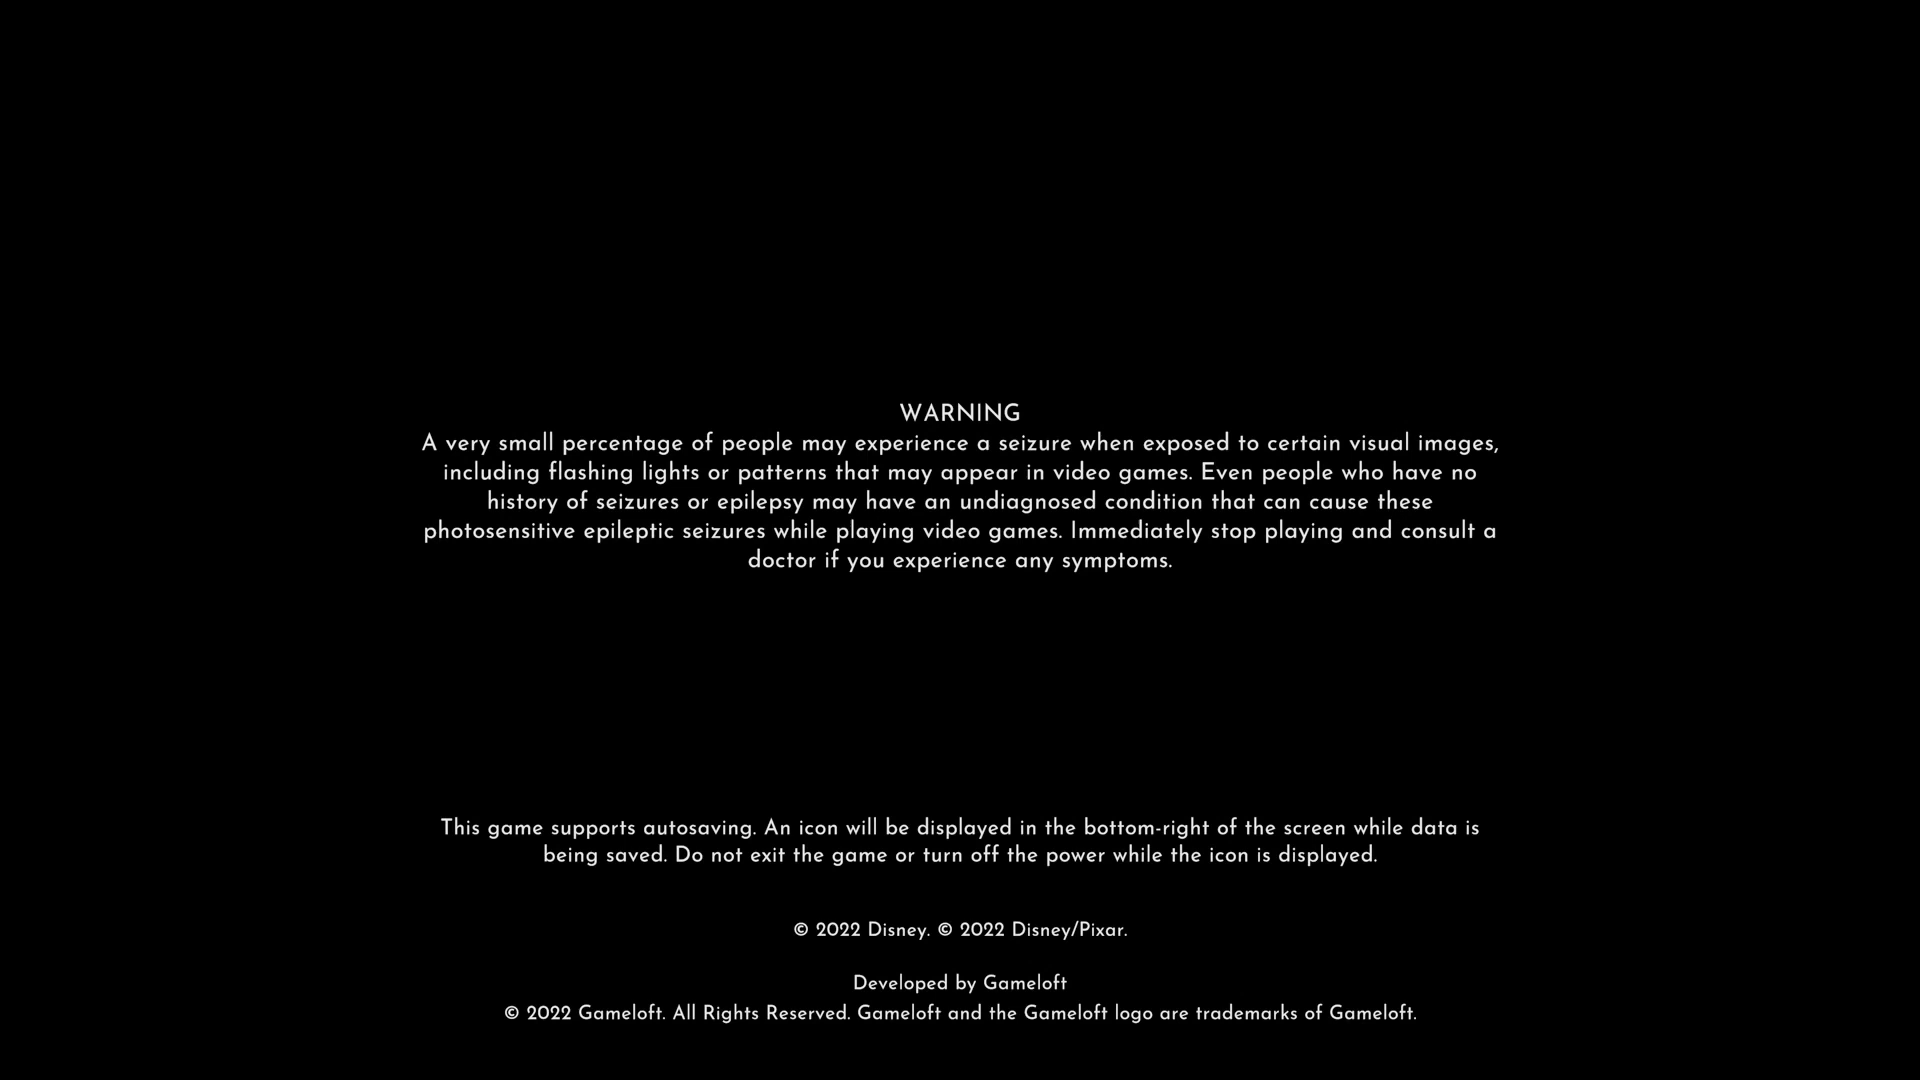 WARNING
A very small percentage of people may experience a seizure when exposed to certain visual images,
including flashing lights or patterns that may appear in video games. Even people who have no
history of seizures or epilepsy may have an undiagnosed condition that can cause these
photosensitive epileptic seizures while playing video games. Immediately stop playing and consult a
doctor if you experience any symptoms.
This game supports autosaving. An icon will be displayed in the bottom-right of the screen while data is
being saved. Do not exit the game or turn off the power while the icon is displayed.
© 2022 Disney. © 2022 Disney/Pixar.
Developed by Gameloft
© 2022 Gameloft. All Rights Reserved. Gameloft and the Gameloft logo are trademarks of Gameloft.